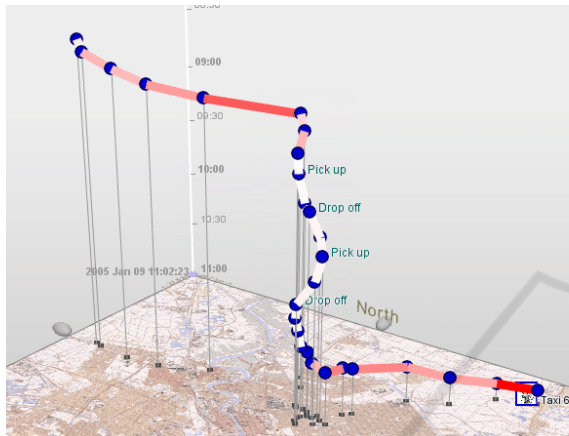 09:00
09:30
10:00
Pick up
Drop off
10:30
Pick up
2005 Jan 09 11:02:23
11:00
Drop off
North
Taxi 6